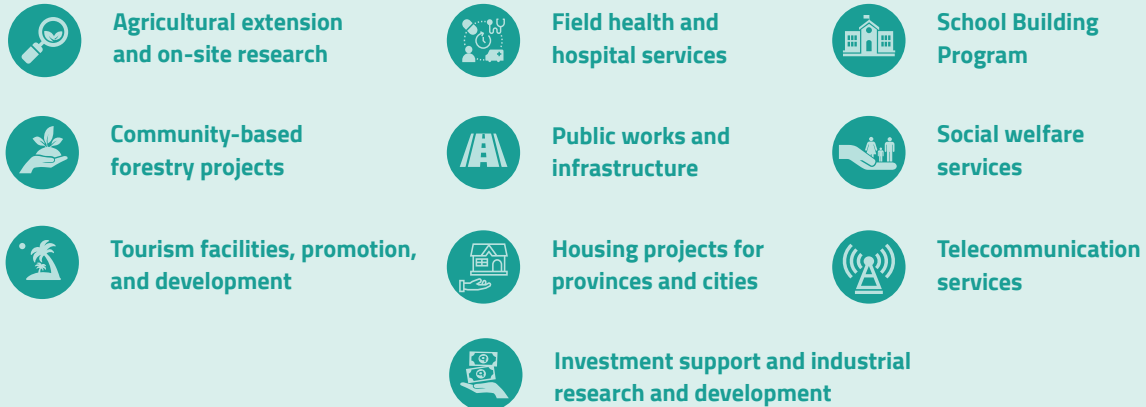 Agricultural extension
and on-site research
Field health and
hospital services
School Building
Program
Community-based
forestry projects
Public works and
infrastructure
Social welfare
services
Tourism facilities, promotion,
and development
Housing projects for
provinces and cities
Telecommunication
services
Investment support and industrial
research and development